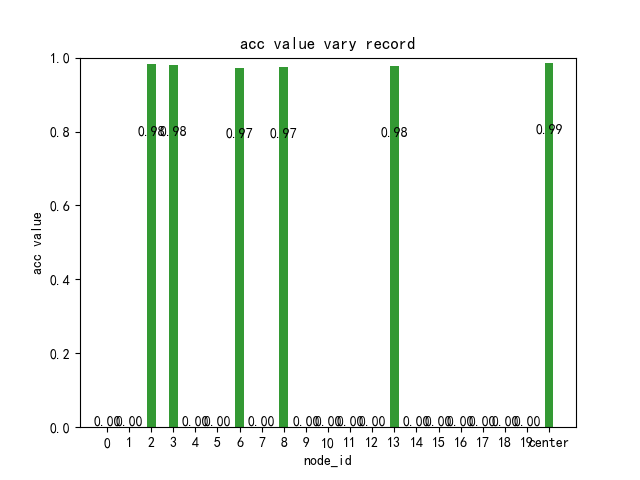 acc value vary record
1.0
0.8
0.6
0.4
0.2
0.0
acc value
0.98 0.98 0.97 0.97 0.98 0.99
0.00 0.00 0.00 0.00 0.00 0.00 0.00 0.00 0.00 0.00 0.00 0.00 0.00 0.00 0.00
0 1 2 3 4 5 6 7 8 9 10 11 12 13 14 15 16 17 18 19 center
node_id